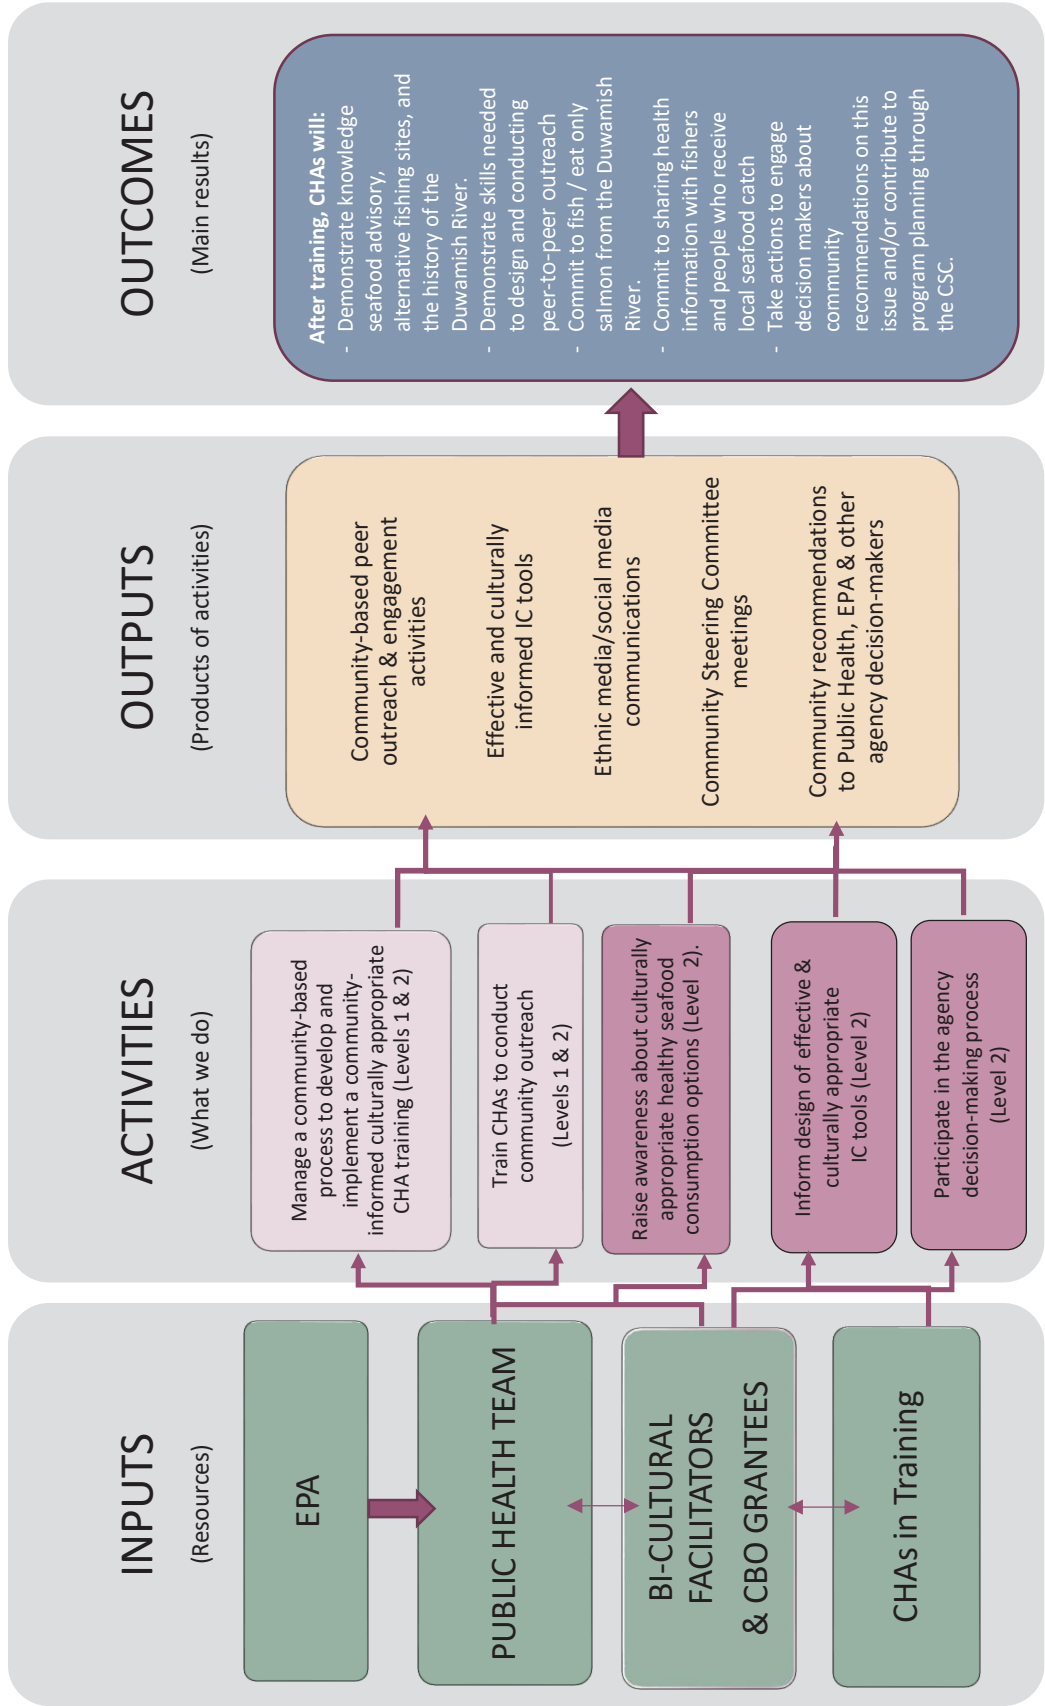 INPUTS
(Resources)
EPA
PUBLIC HEALTH TEAM
BI-CULTURAL
FACILITATORS
& CBO GRANTEES
CHAs in Training
ACTIVITIES
(What we do)
Manage a community-based
process to develop and
implement a community-
informed culturally appropriate
CHA training (Levels 1 & 2)
Train CHAs to conduct
community outreach
(Levels 1 & 2)
Raise awareness about culturally
appropriate healthy seafood
consumption options (Level 2).
Inform design of effective &
culturally appropriate
IC tools (Level 2)
Participate in the agency
decision-making process
(Level 2)
OUTPUTS
(Products of activities)
Community-based peer
outreach & engagement
activities
Effective and culturally
informed IC tools
Ethnic media/social media
communications
Community Steering Committee
meetings
Community recommendations
to Public Health, EPA & other
agency decision-makers
OUTCOMES
(Main results)
After training, CHAs will:
- Demonstrate knowledge
seafood advisory,
alternative fishing sites, and
the history of the
Duwamish River.
- Demonstrate skills needed
to design and conducting
peer-to-peer outreach
- Commit to fish / eat only
salmon from the Duwamish
River.
- Commit to sharing health
information with fishers
and people who receive
local seafood catch
- Take actions to engage
decision makers about
community
recommendations on this
issue and/or contribute to
program planning through
the CSC.